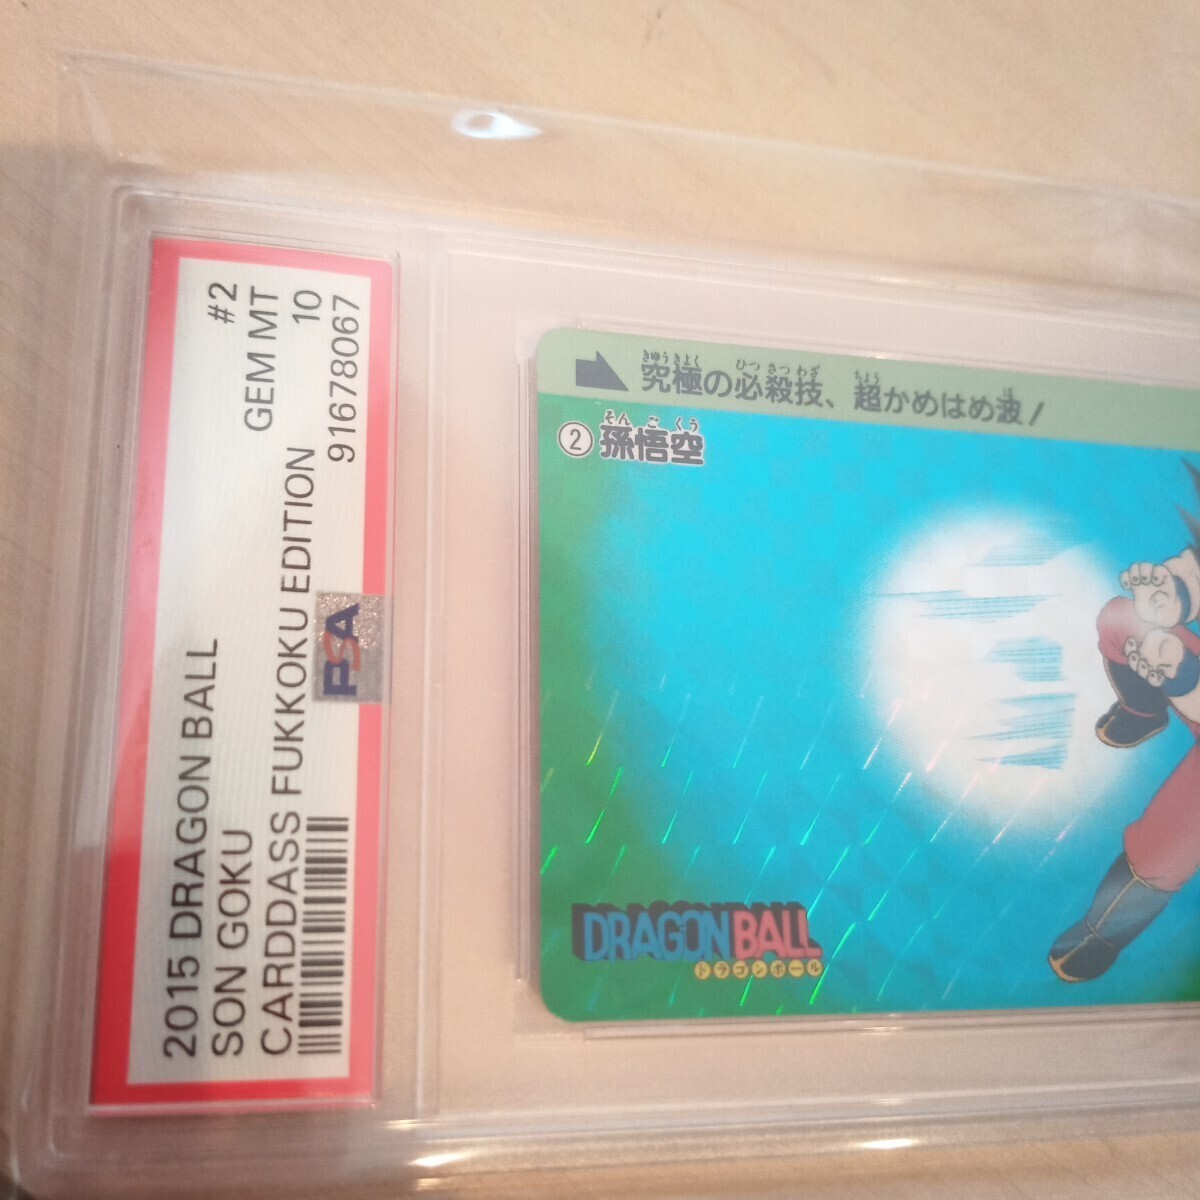 2015 DRAGON BALL #2
SON GOKU GEM MT
CARDDASS FUKKOKU EDITION 10
91678067
PSA
きゅうきょく ひっさつわざ ちょう は
究極の必殺技、超かめはめ波!
そんごくう
②孫悟空
DRAGON BALL
ドラゴンボール